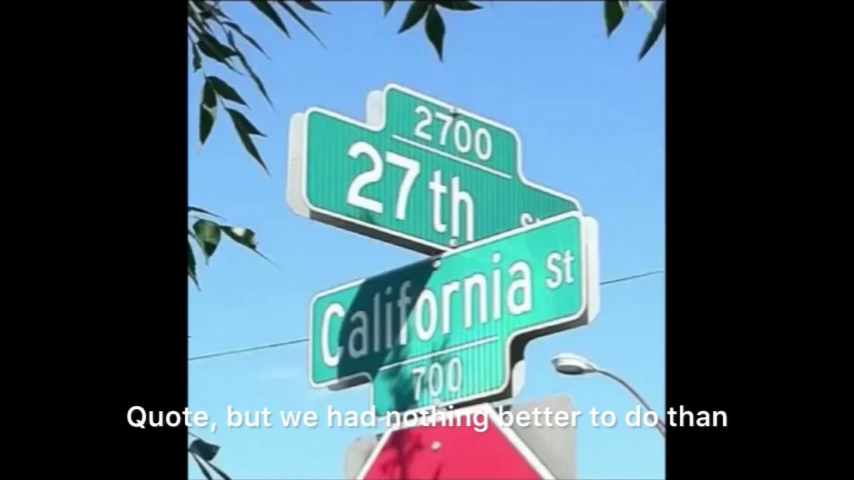 2700
27th St
California St
700
Quote, but we had nothing better to do than